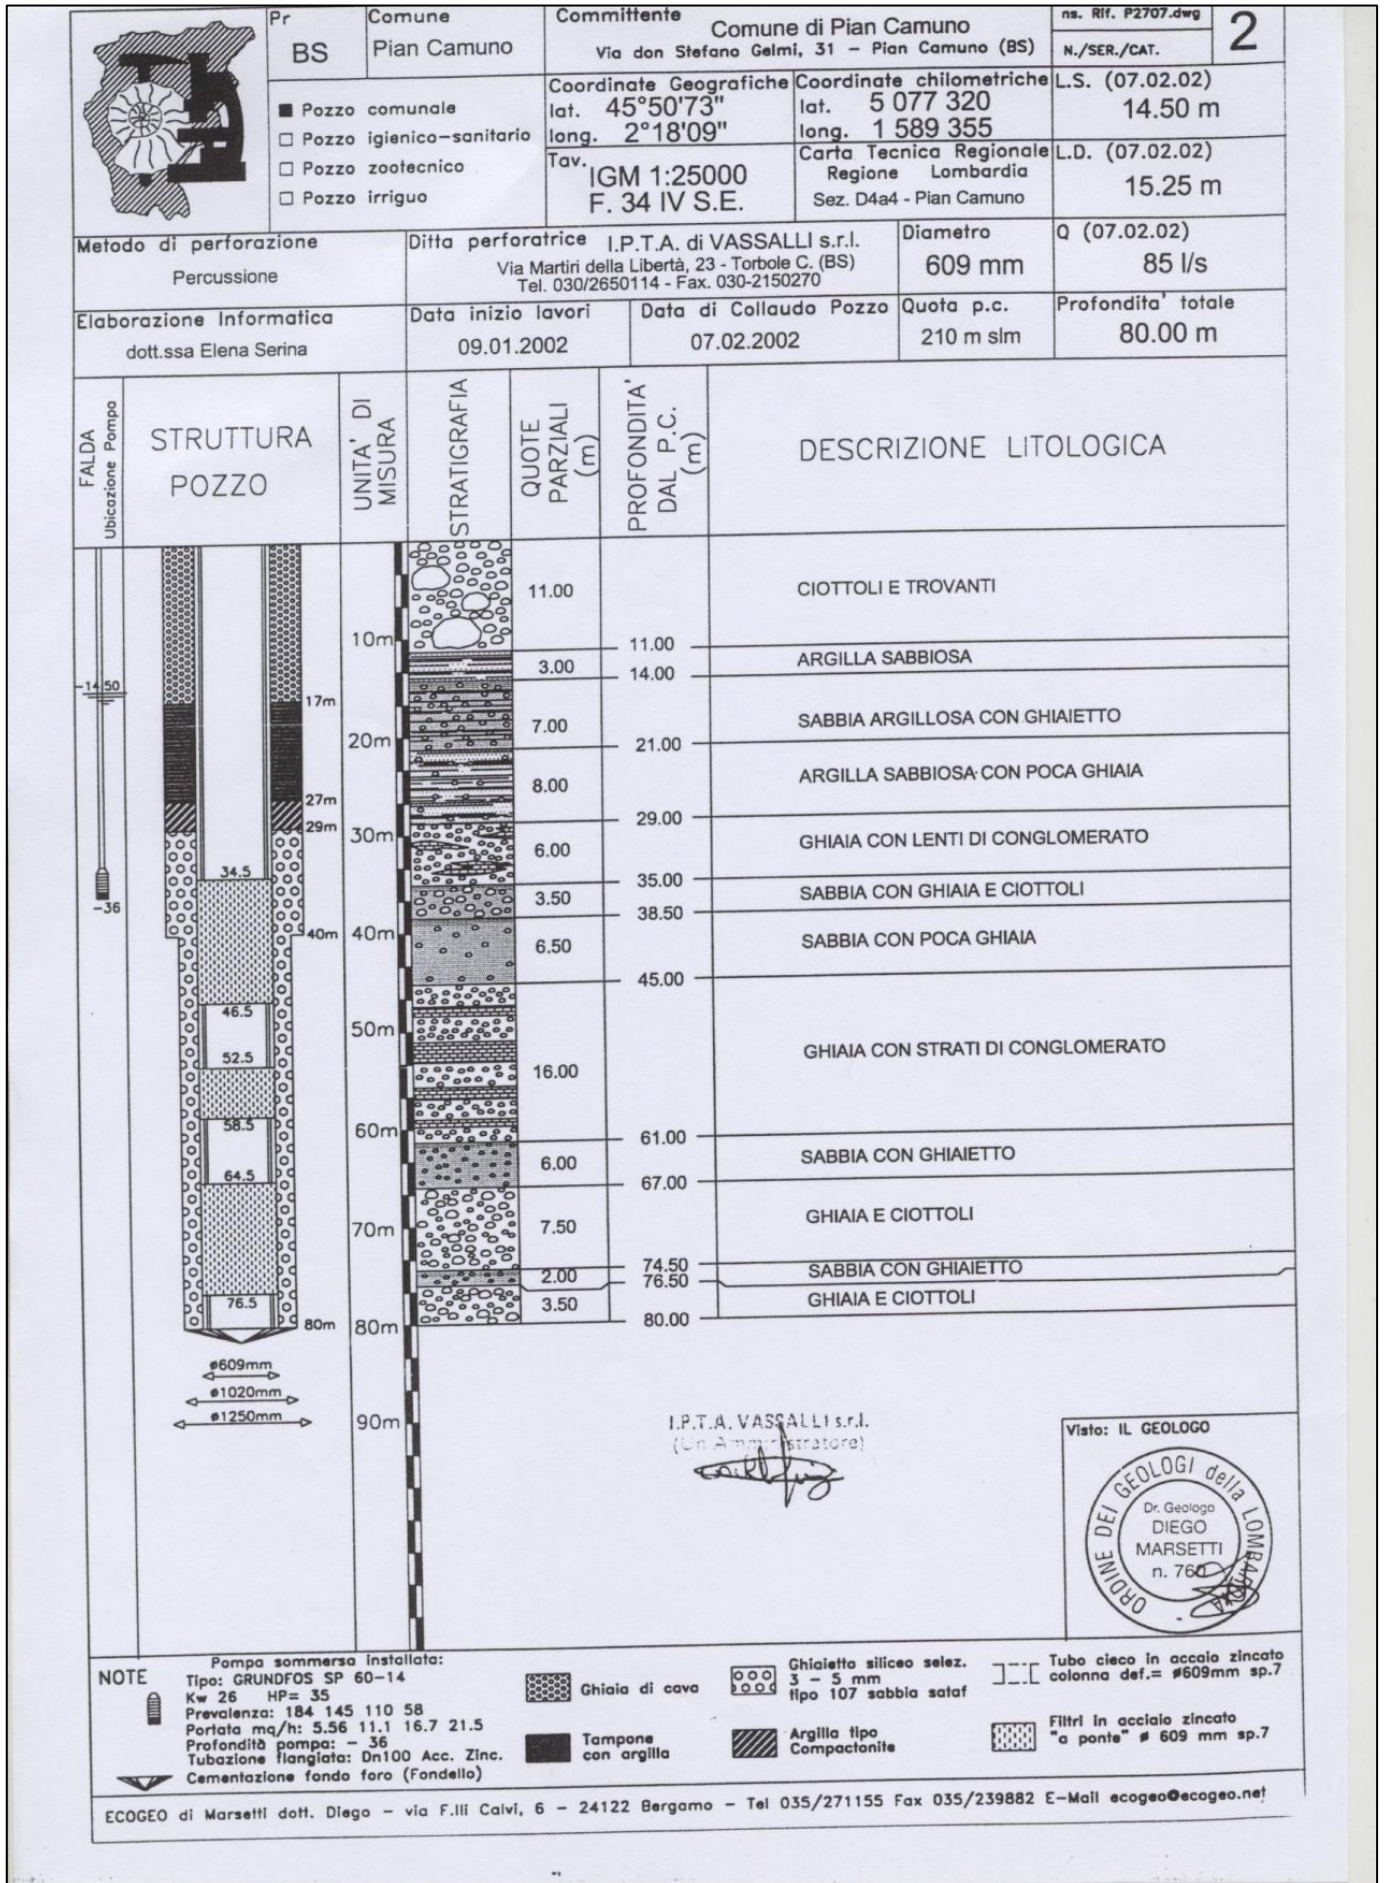 Pr
BS
Comune
Pian Camuno
Committente
Comune di Pian Camuno
Via don Stefano Gelmi, 31 – Pian Camuno (BS)
ns. Rif. P2707.dwg
N./SER./CAT.
2
■ Pozzo comunale
□ Pozzo igienico-sanitario
□ Pozzo zootecnico
□ Pozzo irriguo
Coordinate Geografiche
lat. 45°50'73"
long. 2°18'09"
Coordinate chilometriche
lat. 5 077 320
long. 1 589 355
L.S. (07.02.02)
14.50 m
Tav.
IGM 1:25000
F. 34 IV S.E.
Carta Tecnica Regionale
Regione Lombardia
Sez. D4a4 - Pian Camuno
L.D. (07.02.02)
15.25 m
Metodo di perforazione
Percussione
Ditta perforatrice I.P.T.A. di VASSALLI s.r.l.
Via Martiri della Libertà, 23 - Torbole C. (BS)
Tel. 030/2650114 - Fax. 030-2150270
Diametro
609 mm
Q (07.02.02)
85 l/s
Elaborazione Informatica
dott.ssa Elena Serina
Data inizio lavori
09.01.2002
Data di Collaudo Pozzo
07.02.2002
Quota p.c.
210 m slm
Profondita' totale
80.00 m
FALDA
Ubicazione Pompa
STRUTTURA
POZZO
UNITA' DI
MISURA
STRATIGRAFIA
QUOTE
PARZIALI
(m)
PROFONDITA'
DAL P.C.
(m)
DESCRIZIONE LITOLOGICA
11.00
CIOTTOLI E TROVANTI
10m
11.00
3.00
ARGILLA SABBIOSA
14.00
-14.50
17m
7.00
SABBIA ARGILLOSA CON GHIAIETTO
20m
21.00
8.00
ARGILLA SABBIOSA CON POCA GHIAIA
27m
29.00
29m
30m
6.00
GHIAIA CON LENTI DI CONGLOMERATO
34.5
35.00
3.50
SABBIA CON GHIAIA E CIOTTOLI
-36
38.50
40m
40m
6.50
SABBIA CON POCA GHIAIA
45.00
46.5
50m
52.5
16.00
GHIAIA CON STRATI DI CONGLOMERATO
58.5
60m
61.00
6.00
SABBIA CON GHIAIETTO
64.5
67.00
70m
7.50
GHIAIA E CIOTTOLI
74.50
2.00
SABBIA CON GHIAIETTO
76.50
76.5
3.50
GHIAIA E CIOTTOLI
80m
80m
80.00
ø609mm
ø1020mm
ø1250mm
90m
I.P.T.A. VASSALLI s.r.l.
(Un Amministratore)
Visto: IL GEOLOGO
ORDINE DEI GEOLOGI della LOMBARDIA
Dr. Geologo
DIEGO
MARSETTI
n. 760
NOTE
Pompa sommersa installata:
Tipo: GRUNDFOS SP 60-14
Kw 26 HP= 35
Prevalenza: 184 145 110 58
Portata mq/h: 5.56 11.1 16.7 21.5
Profondità pompa: - 36
Tubazione flangiata: Dn100 Acc. Zinc.
Cementazione fondo foro (Fondello)
Ghiaia di cava
Tampone
con argilla
Ghiaietto siliceo selez.
3 - 5 mm
tipo 107 sabbia sataf
Argilla tipo
Compactonite
Tubo cieco in accaio zincato
colonna def.= ø609mm sp.7
Filtri in acciaio zincato
"a ponte" ø 609 mm sp.7
ECOGEO di Marsetti dott. Diego – via F.lli Calvi, 6 – 24122 Bergamo – Tel 035/271155 Fax 035/239882 E-Mail ecogeo@ecogeo.net